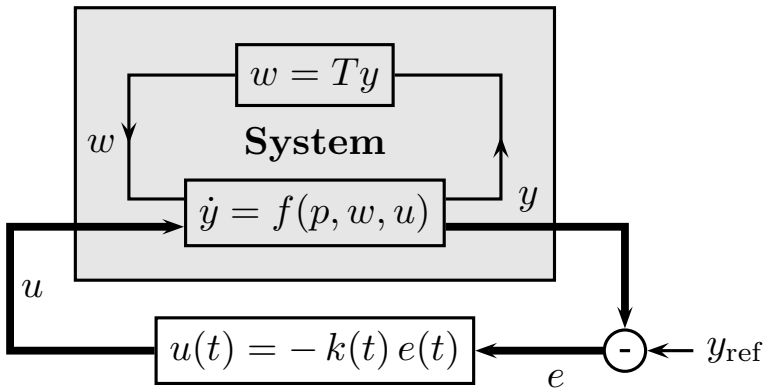 w = Ty
w
System
ẏ = f(p, w, u)
y
u
u(t) = − k(t) e(t)
-
y_ref
e